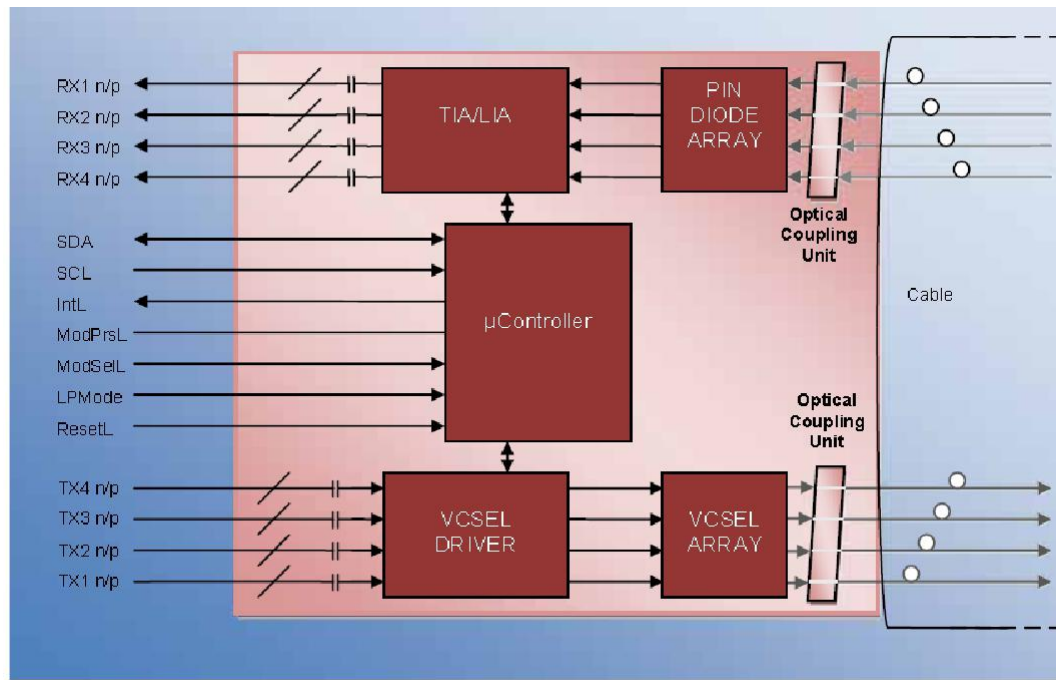 RX1 n/p
RX2 n/p
RX3 n/p
RX4 n/p
TIA/LIA
PIN
DIODE
ARRAY
Optical
Coupling
Unit
SDA
SCL
IntL
ModPrsL
ModSelL
LPMode
ResetL
µController
Cable
Optical
Coupling
Unit
TX4 n/p
TX3 n/p
TX2 n/p
TX1 n/p
VCSEL
DRIVER
VCSEL
ARRAY